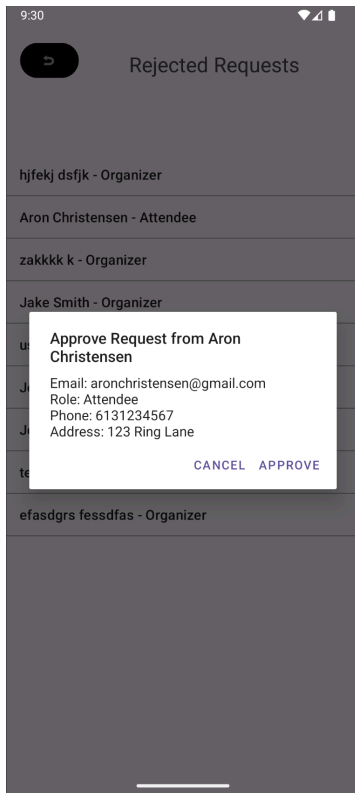 9:30
Rejected Requests
hjfekj dsfjk - Organizer
Aron Christensen - Attendee
zakkkk k - Organizer
Jake Smith - Organizer
Approve Request from Aron
Christensen
Email: aronchristensen@gmail.com
Role: Attendee
Phone: 6131234567
Address: 123 Ring Lane
CANCEL APPROVE
efasdgrs fessdfas - Organizer